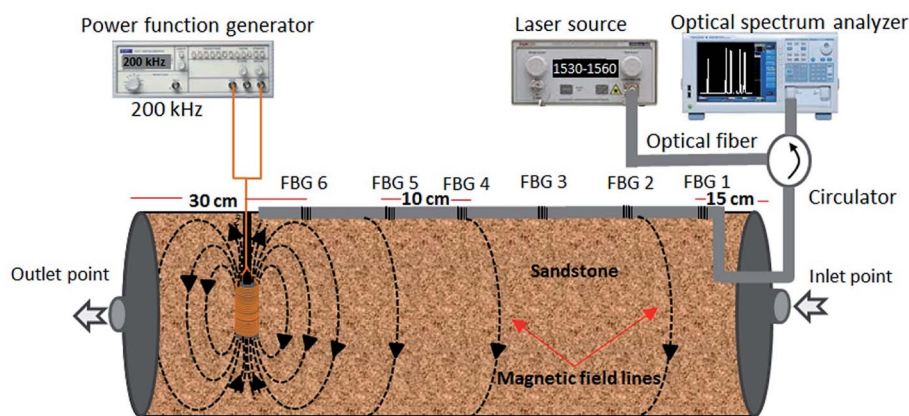 Power function generator
Laser source
Optical spectrum analyzer
200 kHz
1530-1560
200 kHz
Optical fiber
Circulator
FBG 6
FBG 5
FBG 4
FBG 3
FBG 2
FBG 1
30 cm
10 cm
15 cm
Outlet point
Sandstone
Inlet point
Magnetic field lines